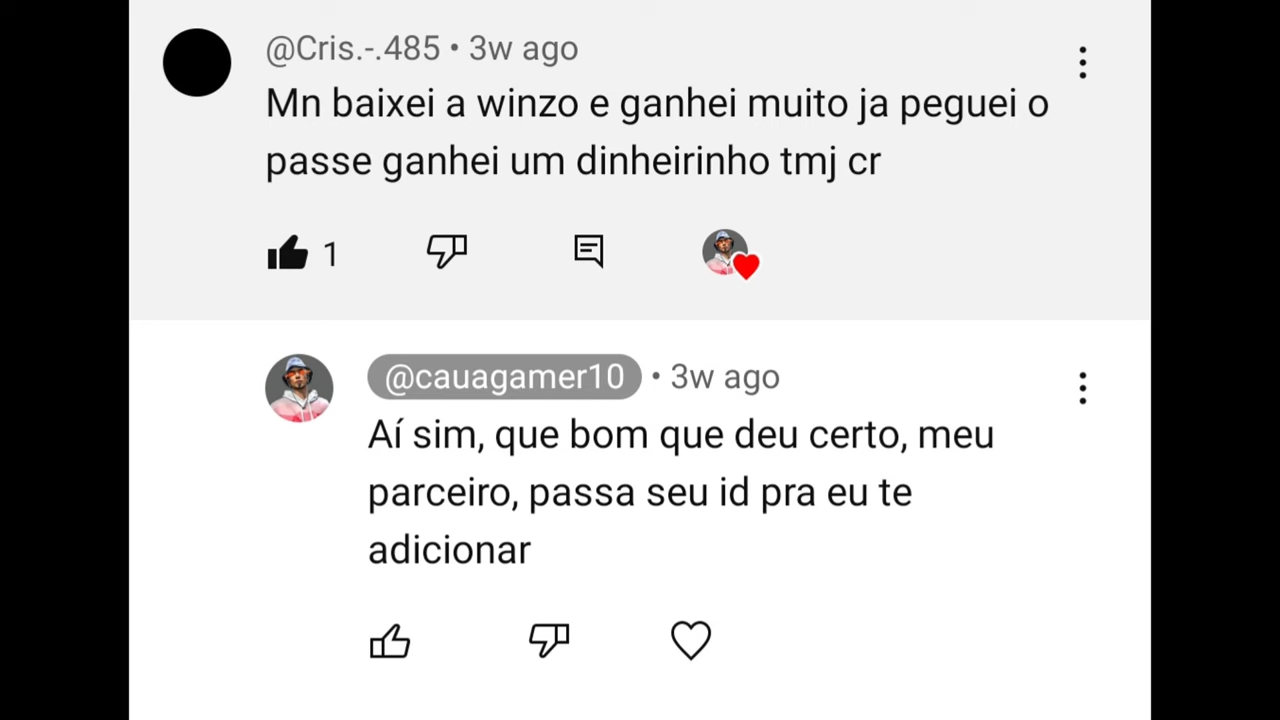 @Cris.-.485 • 3w ago
Mn baixei a winzo e ganhei muito ja peguei o
passe ganhei um dinheirinho tmj cr
1
@cauagamer10 • 3w ago
Aí sim, que bom que deu certo, meu
parceiro, passa seu id pra eu te
adicionar